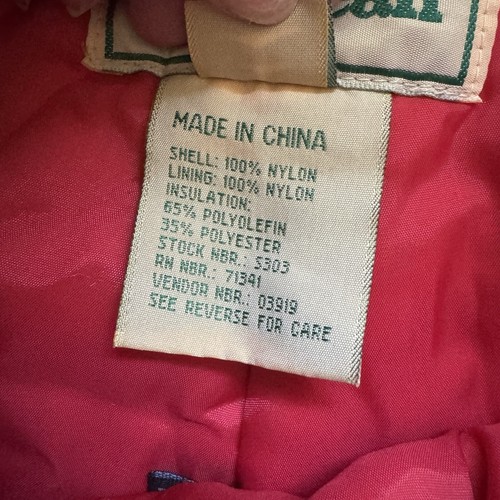 MADE IN CHINA
SHELL: 100% NYLON
LINING: 100% NYLON
INSULATION:
65% POLYOLEFIN
35% POLYESTER
STOCK NBR.: S303
RN NBR.: 71341
VENDOR NBR.: 03919
SEE REVERSE FOR CARE